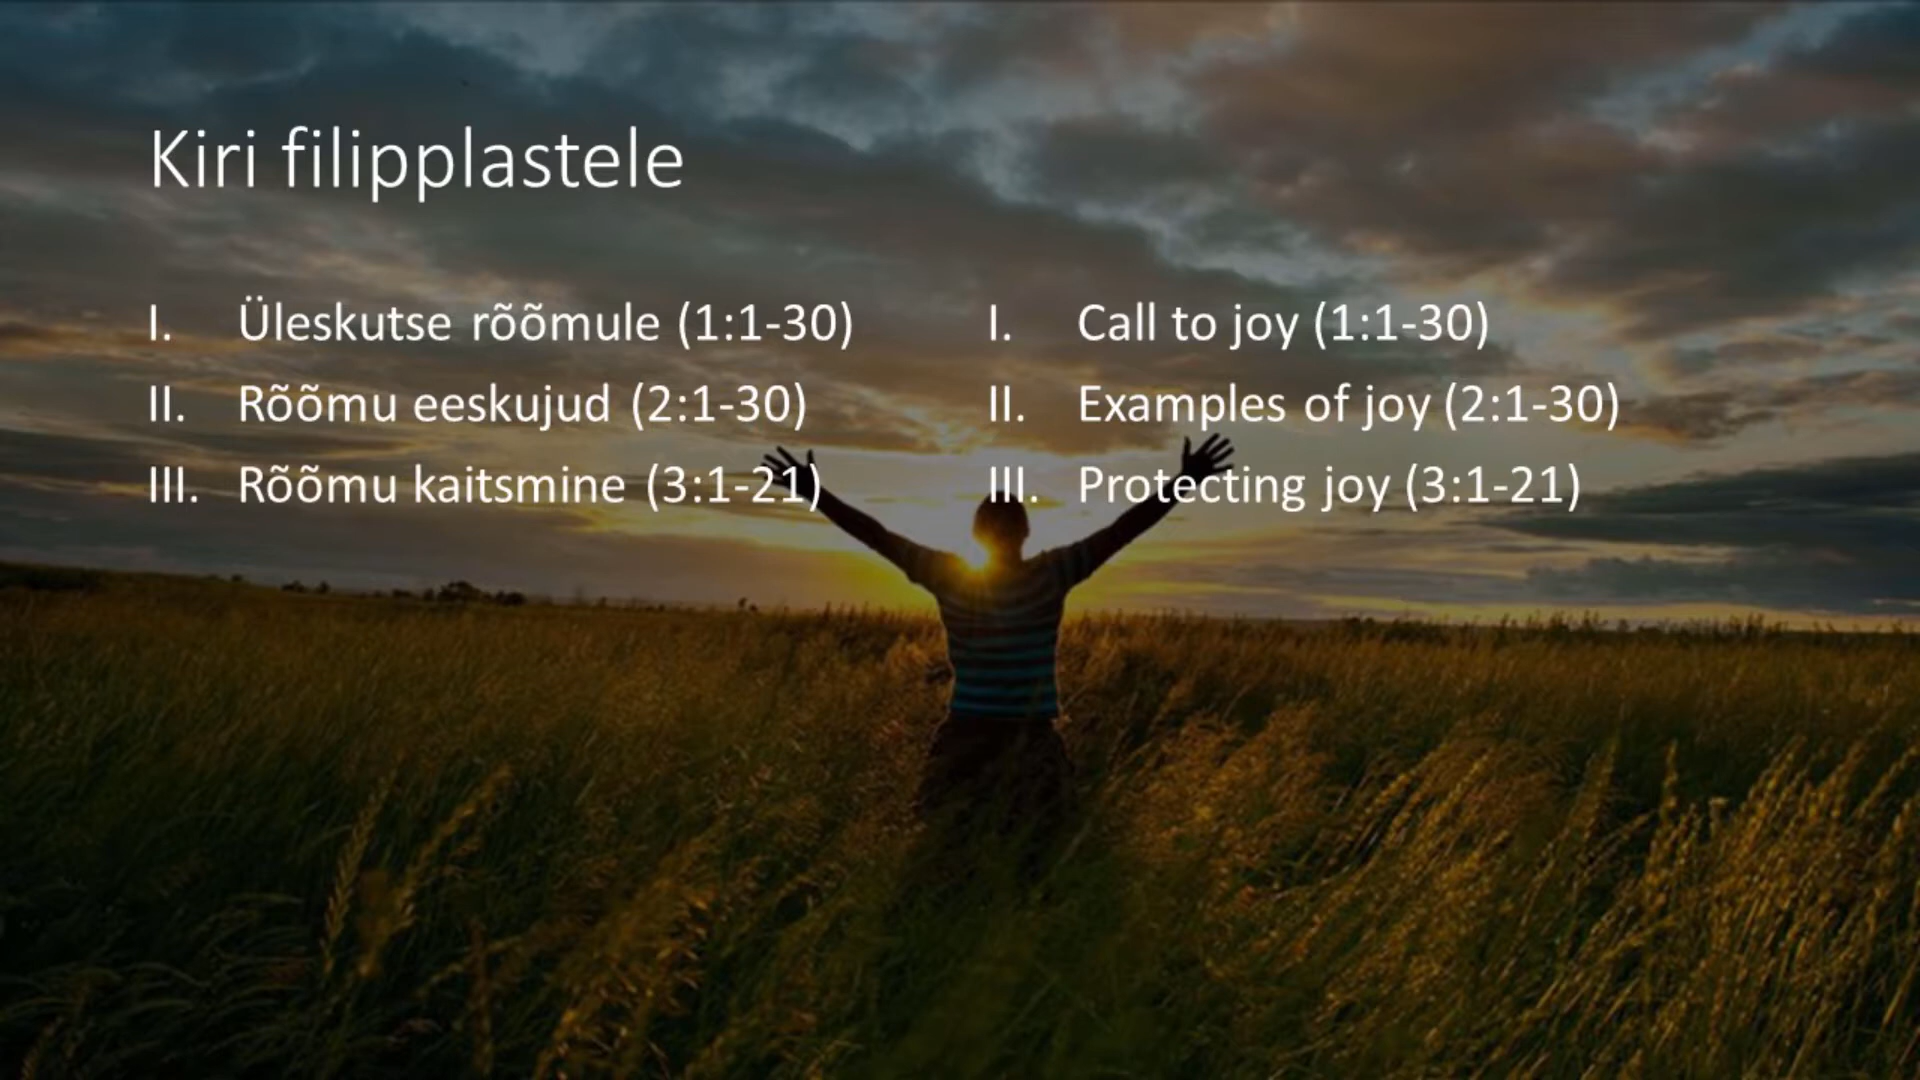 Kiri filipplastele
I. Üleskutse rõõmule (1:1-30)
II. Rõõmu eeskujud (2:1-30)
III. Rõõmu kaitsmine (3:1-21)
I. Call to joy (1:1-30)
II. Examples of joy (2:1-30)
III. Protecting joy (3:1-21)